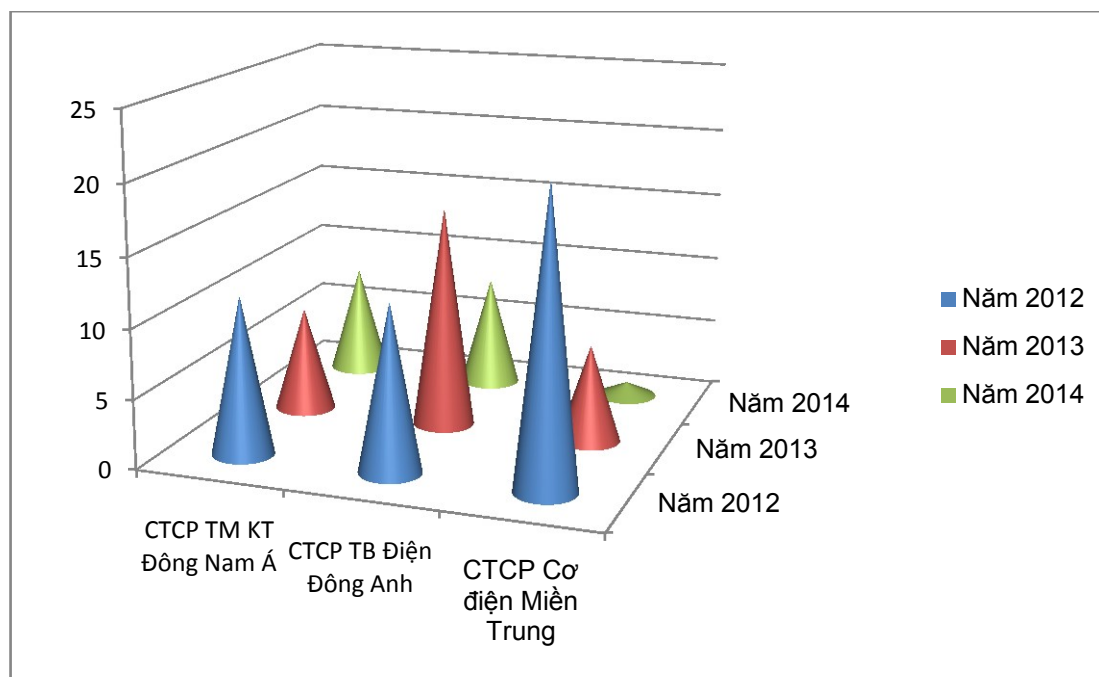 25
20
15
10
5
0
CTCP TM KT
Đông Nam Á
CTCP TB Điện
Đông Anh
CTCP Cơ
điện Miền
Trung
Năm 2014
Năm 2013
Năm 2012
Năm 2012
Năm 2013
Năm 2014